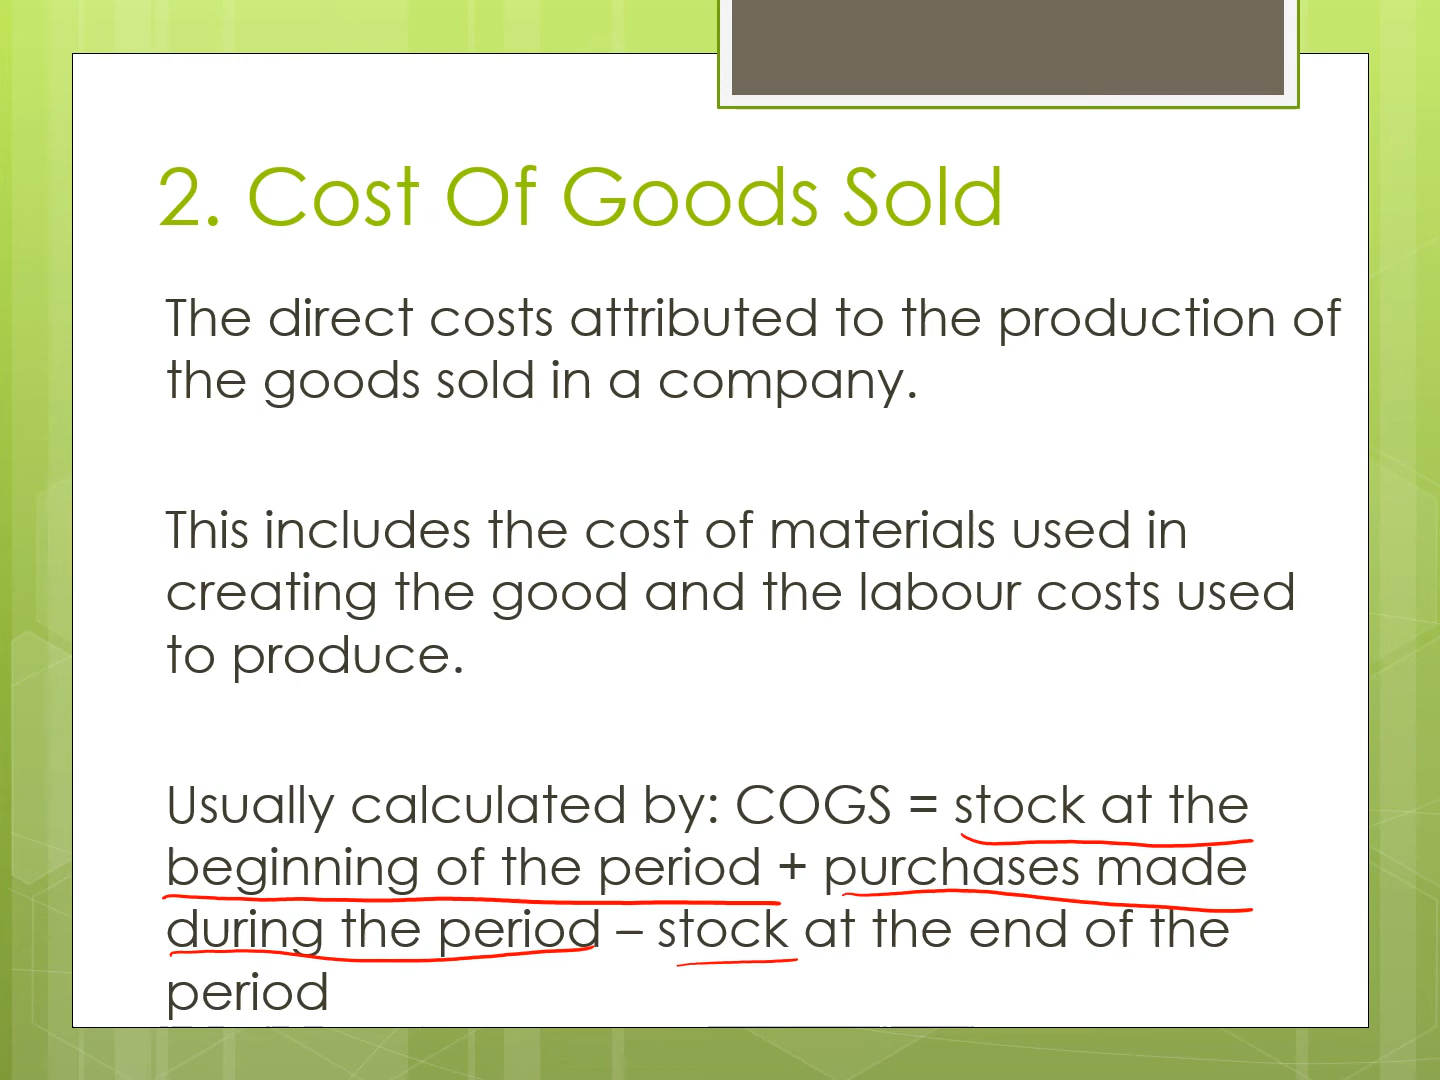 2. Cost Of Goods Sold
The direct costs attributed to the production of
the goods sold in a company.
This includes the cost of materials used in
creating the good and the labour costs used
to produce.
Usually calculated by: COGS = stock at the
beginning of the period + purchases made
during the period – stock at the end of the
period